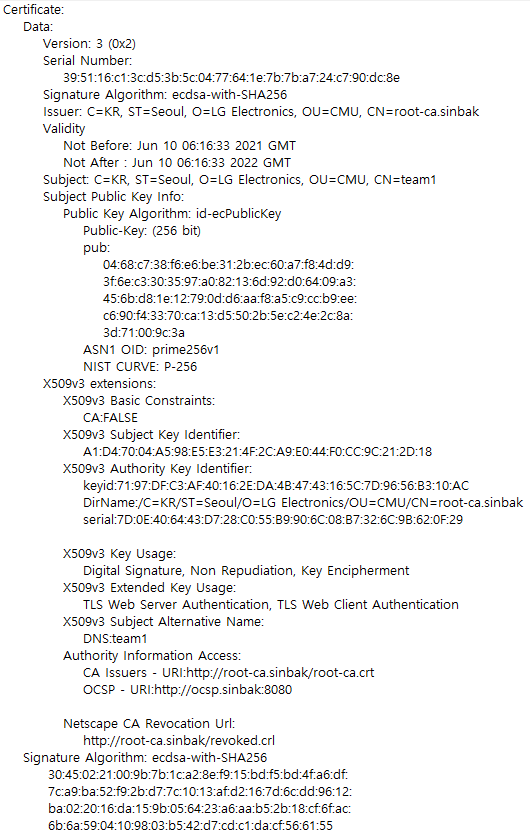 Certificate:
Data:
Version: 3 (0x2)
Serial Number:
39:51:16:c1:3c:d5:3b:5c:04:77:64:1e:7b:7b:a7:24:c7:90:dc:8e
Signature Algorithm: ecdsa-with-SHA256
Issuer: C=KR, ST=Seoul, O=LG Electronics, OU=CMU, CN=root-ca.sinbak
Validity
Not Before: Jun 10 06:16:33 2021 GMT
Not After : Jun 10 06:16:33 2022 GMT
Subject: C=KR, ST=Seoul, O=LG Electronics, OU=CMU, CN=team1
Subject Public Key Info:
Public Key Algorithm: id-ecPublicKey
Public-Key: (256 bit)
pub:
04:68:c7:38:f6:e6:be:31:2b:ec:60:a7:f8:4d:d9:
3f:6e:c3:30:35:97:a0:82:13:6d:92:d0:64:09:a3:
45:6b:d8:1e:12:79:0d:d6:aa:f8:a5:c9:cc:b9:ee:
c6:90:f4:33:70:ca:13:d5:50:2b:5e:c2:4e:2c:8a:
3d:71:00:9c:3a
ASN1 OID: prime256v1
NIST CURVE: P-256
X509v3 extensions:
X509v3 Basic Constraints:
CA:FALSE
X509v3 Subject Key Identifier:
A1:D4:70:04:A5:98:E5:E3:21:4F:2C:A9:E0:44:F0:CC:9C:21:2D:18
X509v3 Authority Key Identifier:
keyid:71:97:DF:C3:AF:40:16:2E:DA:4B:47:43:16:5C:7D:96:56:B3:10:AC
DirName:/C=KR/ST=Seoul/O=LG Electronics/OU=CMU/CN=root-ca.sinbak
serial:7D:0E:40:64:43:D7:28:C0:55:B9:90:6C:08:B7:32:6C:9B:62:0F:29
X509v3 Key Usage:
Digital Signature, Non Repudiation, Key Encipherment
X509v3 Extended Key Usage:
TLS Web Server Authentication, TLS Web Client Authentication
X509v3 Subject Alternative Name:
DNS:team1
Authority Information Access:
CA Issuers - URI:http://root-ca.sinbak/root-ca.crt
OCSP - URI:http://ocsp.sinbak:8080
Netscape CA Revocation Url:
http://root-ca.sinbak/revoked.crl
Signature Algorithm: ecdsa-with-SHA256
30:45:02:21:00:9b:7b:1c:a2:8e:f9:15:bd:f5:bd:4f:a6:df:
7c:a9:ba:52:f9:2b:d7:7c:10:13:af:d2:16:7d:6c:dd:96:12:
ba:02:20:16:da:15:9b:05:64:23:a6:aa:b5:2b:18:cf:6f:ac:
6b:6a:59:04:10:98:03:b5:42:d7:cd:c1:da:cf:56:61:55